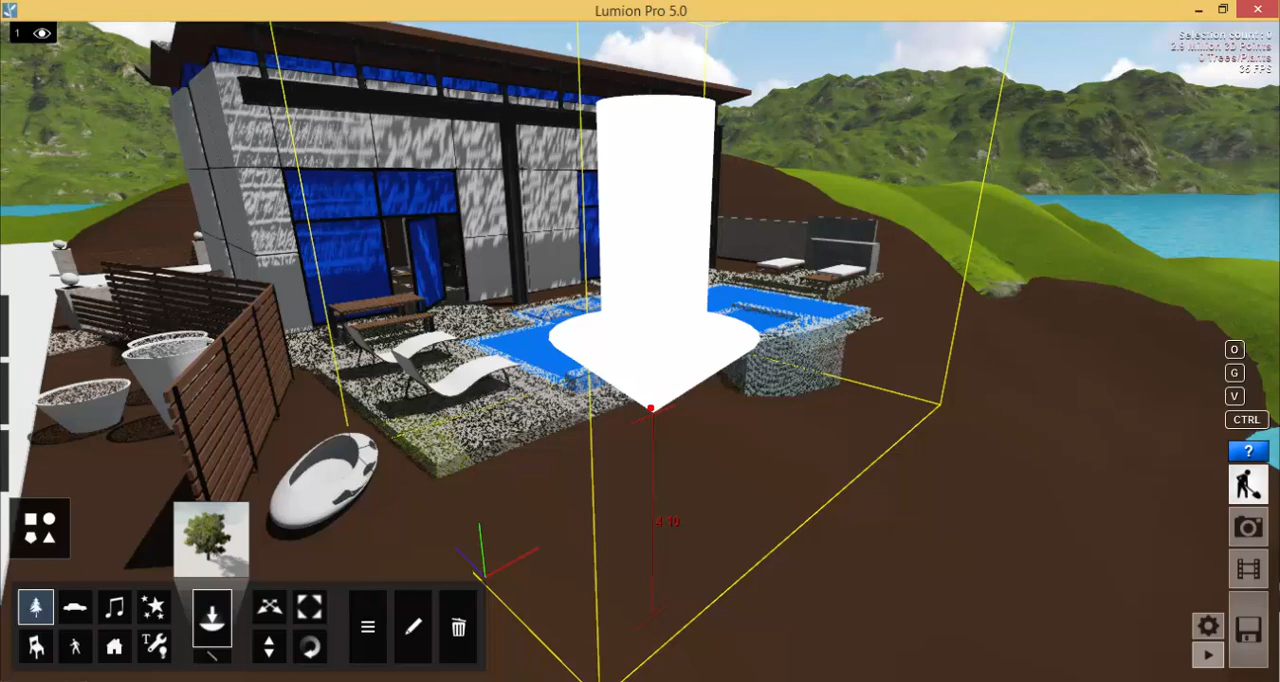 Lumion Pro 5.0
1
Selection count: 0
2.9 Million 3D Points
0 Trees/Plants
35 FPS
O
G
V
CTRL
?
4.10
T